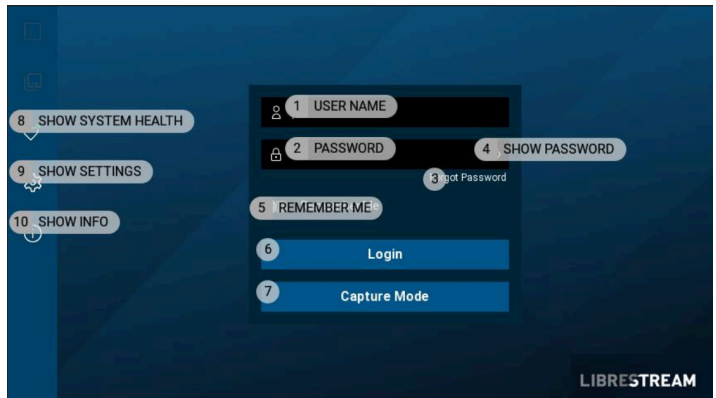 1 USER NAME
2 PASSWORD
4 SHOW PASSWORD
3 Forgot Password
5 REMEMBER ME
6 Login
7 Capture Mode
8 SHOW SYSTEM HEALTH
9 SHOW SETTINGS
10 SHOW INFO
LIBRESTREAM